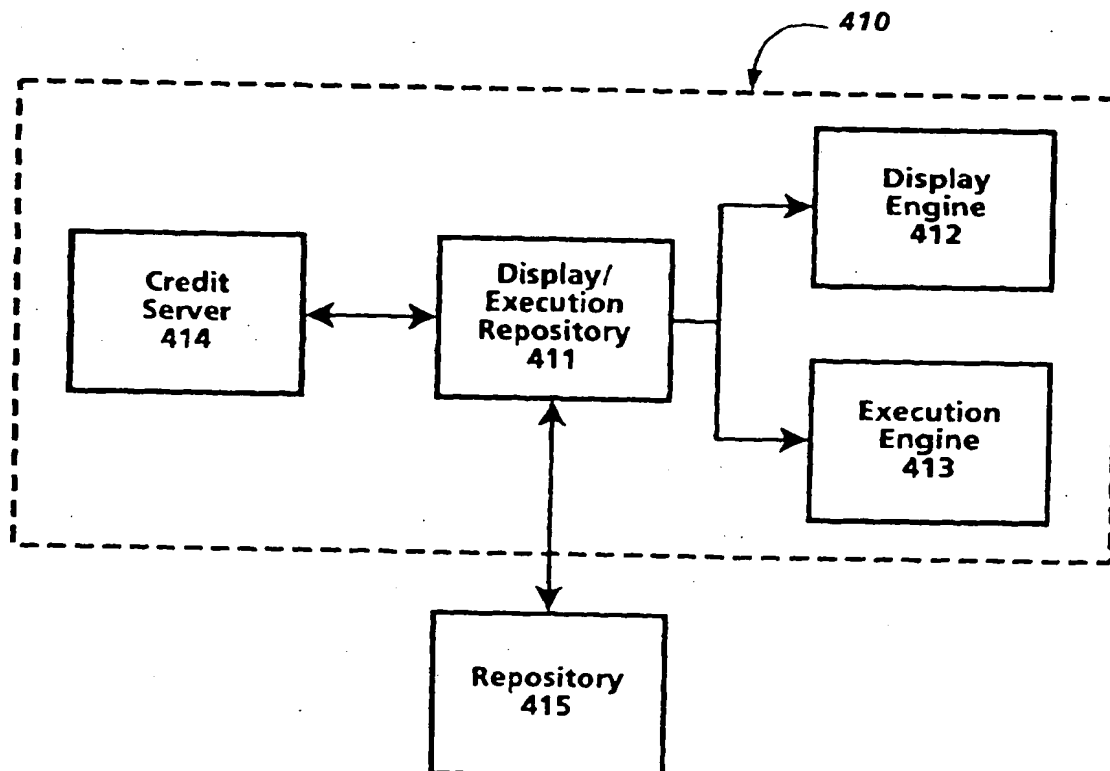 410
Display
Engine
412
Credit
Server
414
Display/
Execution
Repository
411
Execution
Engine
413
Repository
415